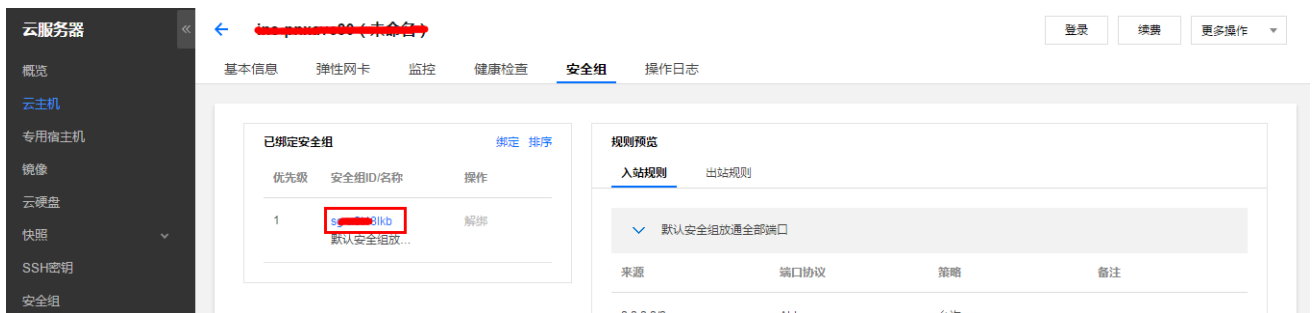 云服务器
«
（未命名）
登录
续费
更多操作
概览
云主机
专用宿主机
镜像
云硬盘
快照
SSH密钥
安全组
基本信息 弹性网卡 监控 健康检查 安全组 操作日志
已绑定安全组 绑定 排序
优先级 安全组ID/名称 操作
1 解绑
默认安全组放...
规则预览
入站规则 出站规则
默认安全组放通全部端口
来源 端口协议 策略 备注